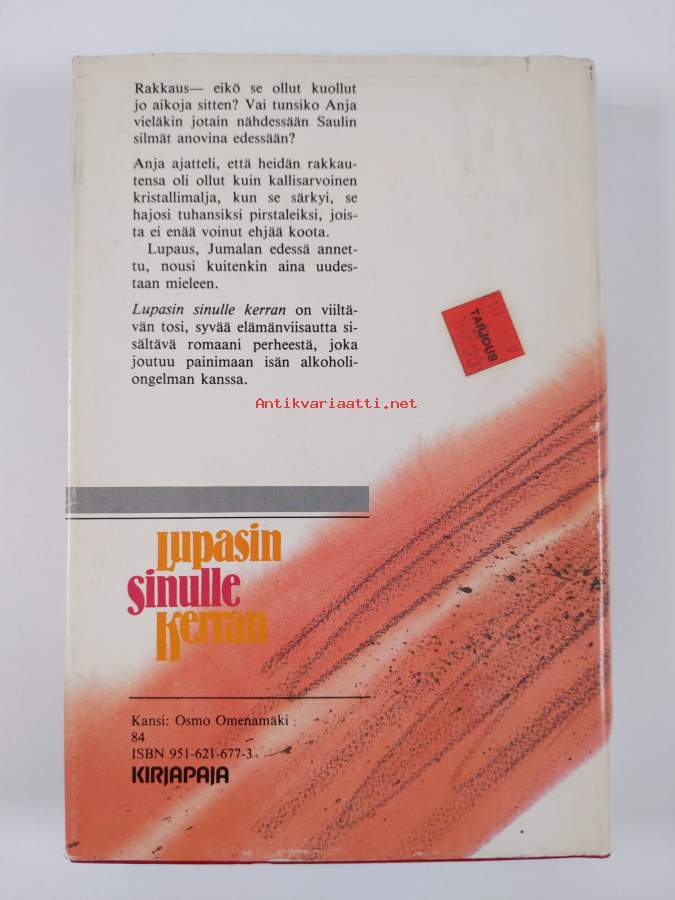 Rakkaus— eikö se ollut kuollut
jo aikoja sitten? Vai tunsiko Anja
vieläkin jotain nähdessään Saulin
silmät anovina edessään?
Anja ajatteli, että heidän rakkau-
tensa oli ollut kuin kallisarvoinen
kristallimalja, kun se särkyi, se
hajosi tuhansiksi pirstaleiksi, jois-
ta ei enää voinut ehjää koota.
Lupaus, Jumalan edessä annet-
tu, nousi kuitenkin aina uudes-
taan mieleen.
Lupasin sinulle kerran on viiltä-
vän tosi, syvää elämänviisautta si-
sältävä romaani perheestä, joka
joutuu painimaan isän alkoholi-
ongelman kanssa.
TARJOUS
Antikvariaatti.net
Lupasin
sinulle
kerran
Kansi: Osmo Omenamäki
84
ISBN 951-621-677-3
KIRJAPAJA